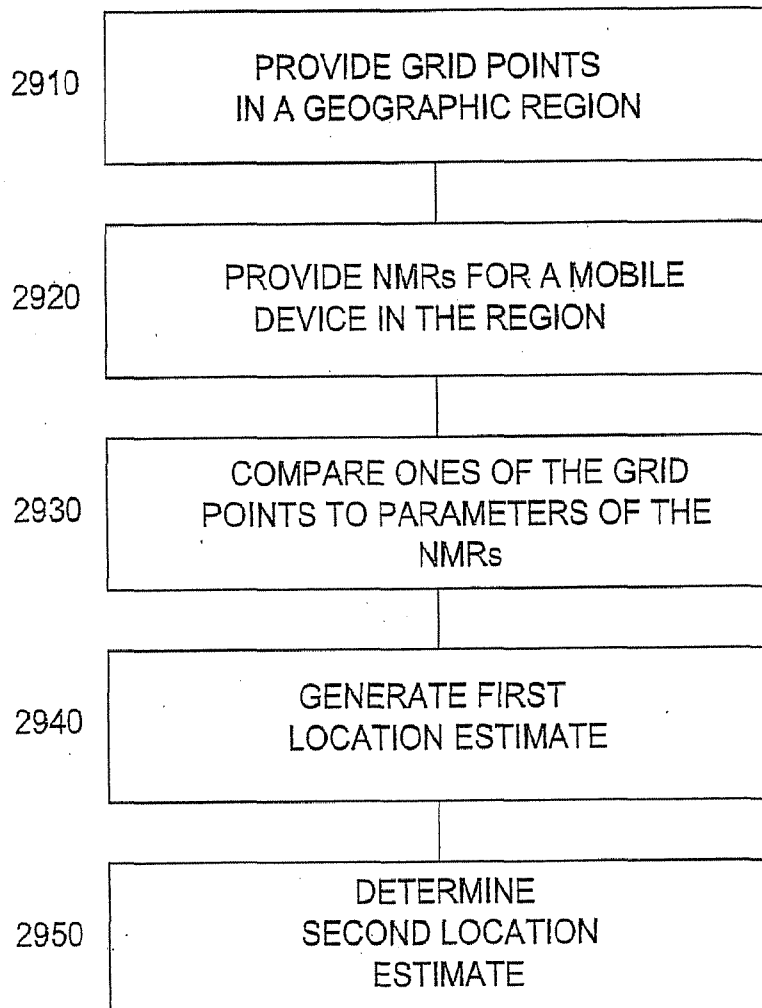 2910
PROVIDE GRID POINTS
IN A GEOGRAPHIC REGION
2920
PROVIDE NMRs FOR A MOBILE
DEVICE IN THE REGION
2930
COMPARE ONES OF THE GRID
POINTS TO PARAMETERS OF THE
NMRs
2940
GENERATE FIRST
LOCATION ESTIMATE
2950
DETERMINE
SECOND LOCATION
ESTIMATE